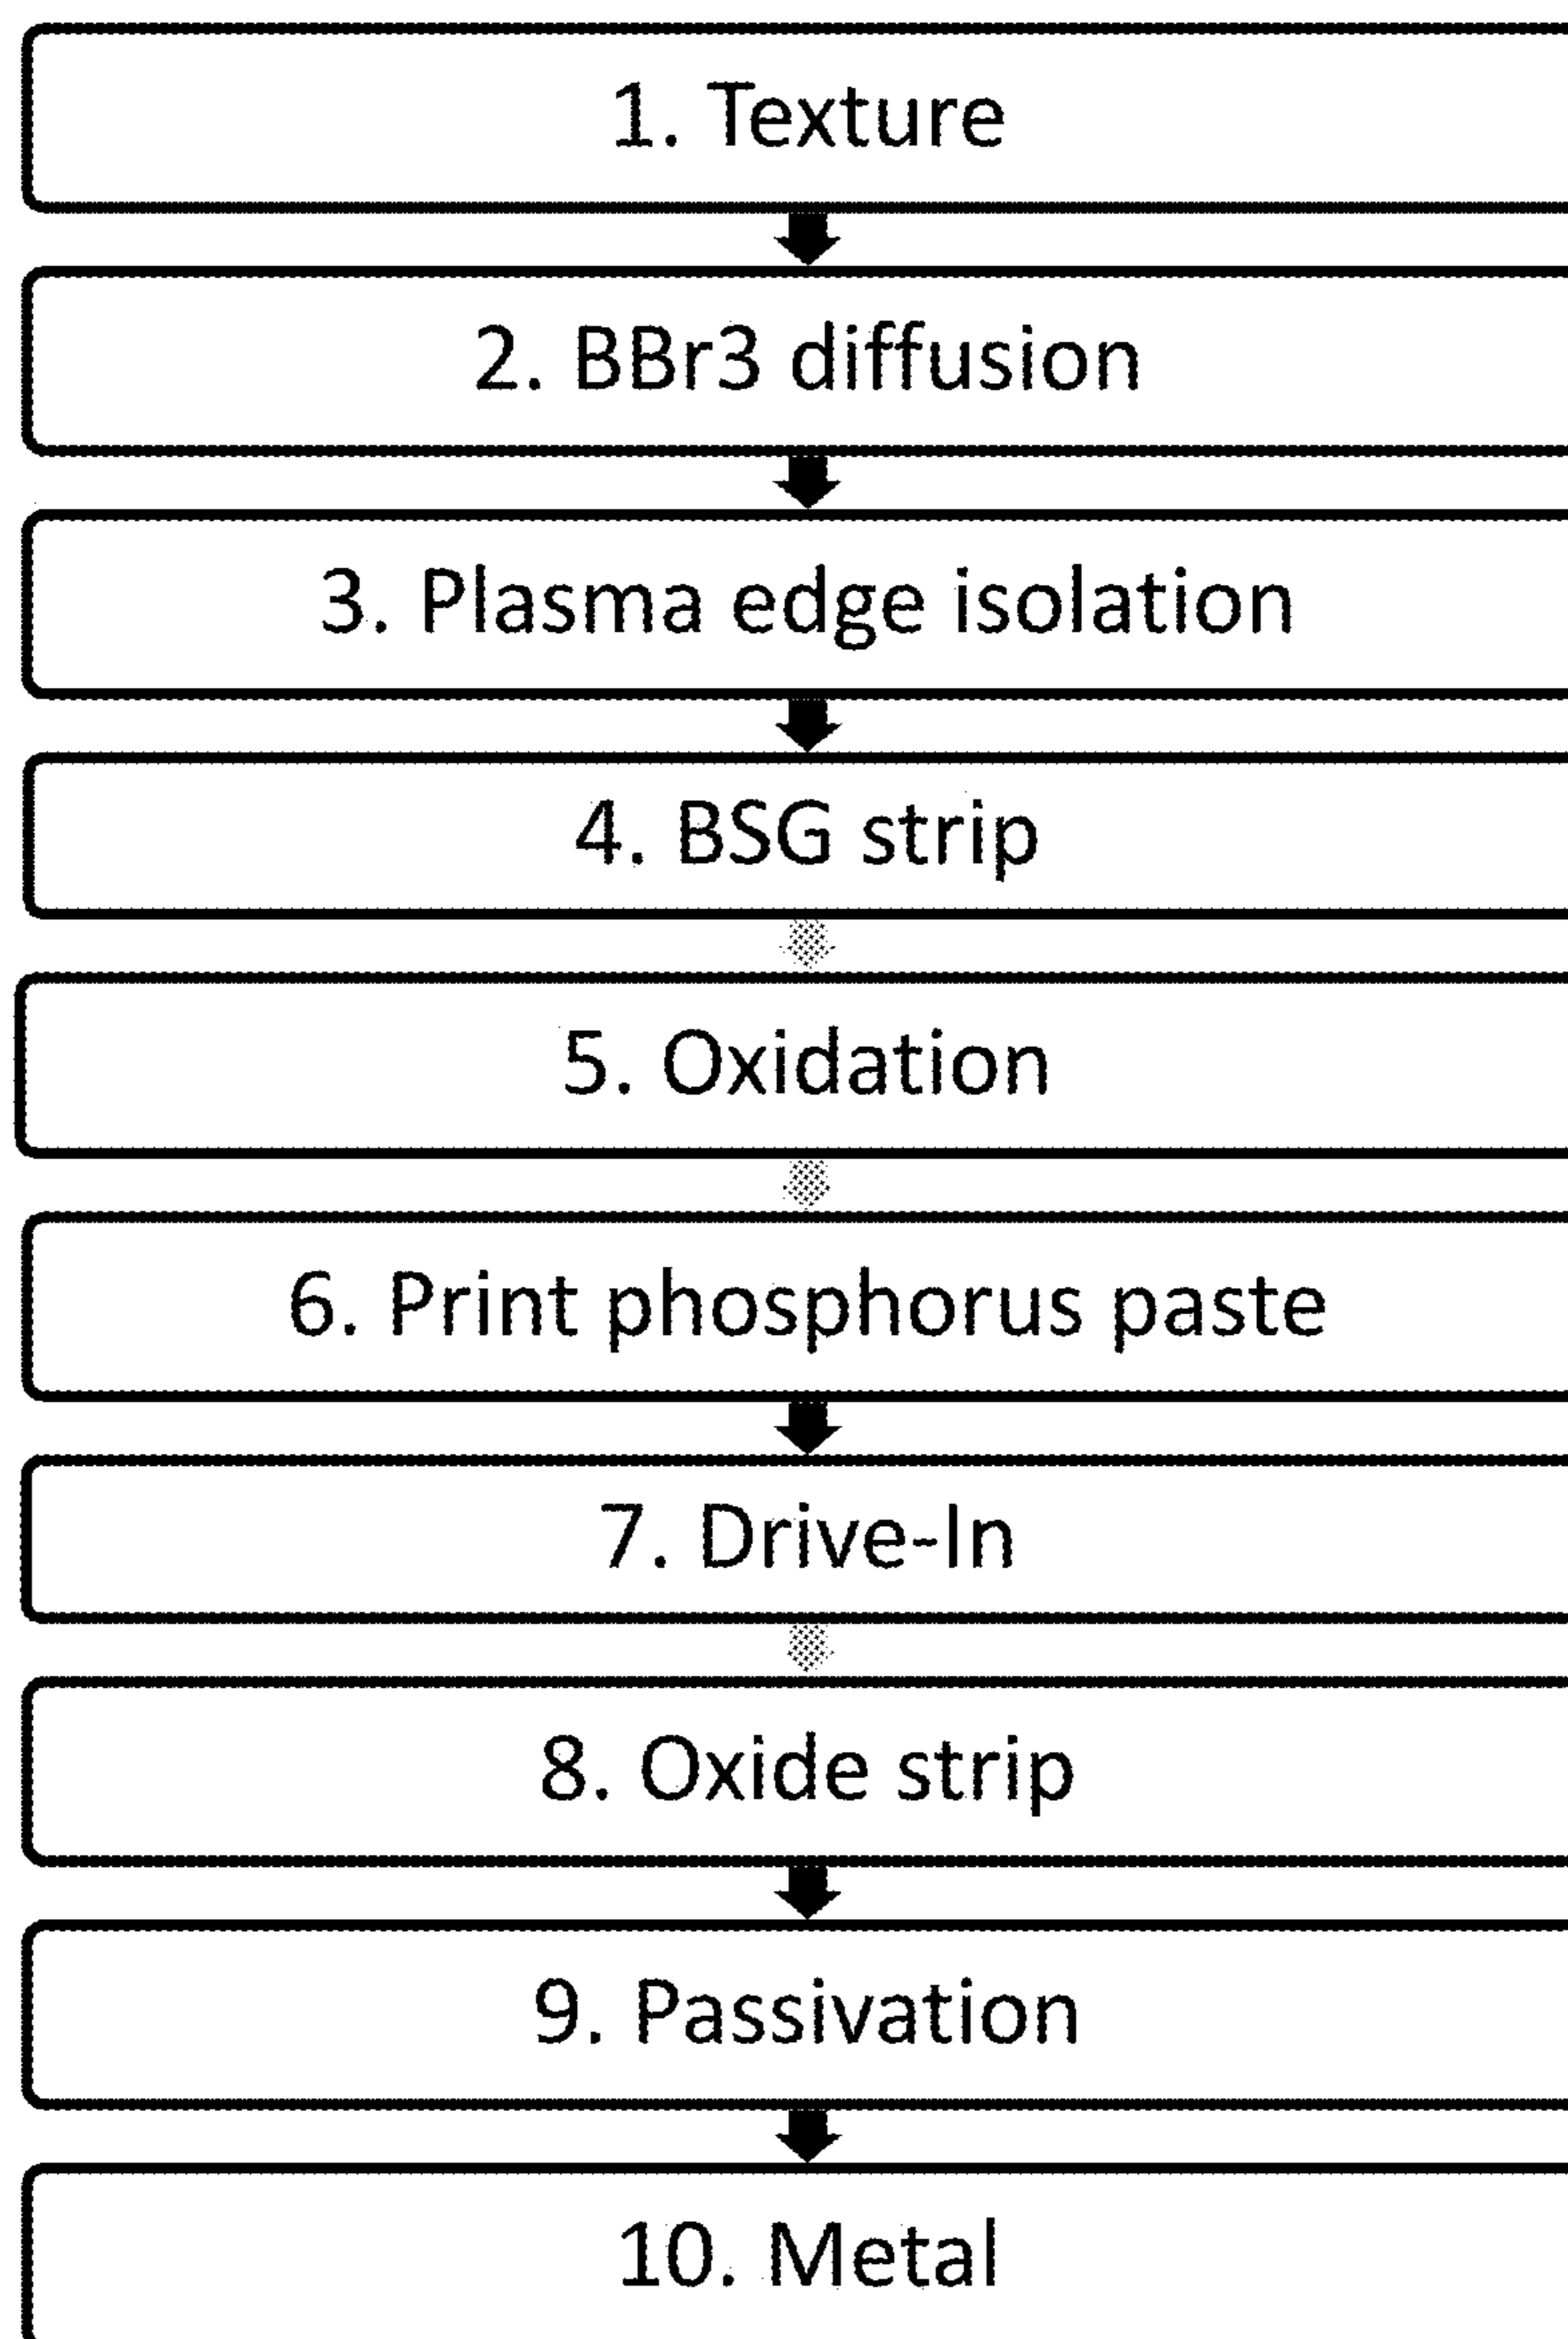 1. Texture
2. BBr3 diffusion
3. Plasma edge isolation
4. BSG strip
5. Oxidation
6. Print phosphorus paste
7. Drive-In
8. Oxide strip
9. Passivation
10. Metal